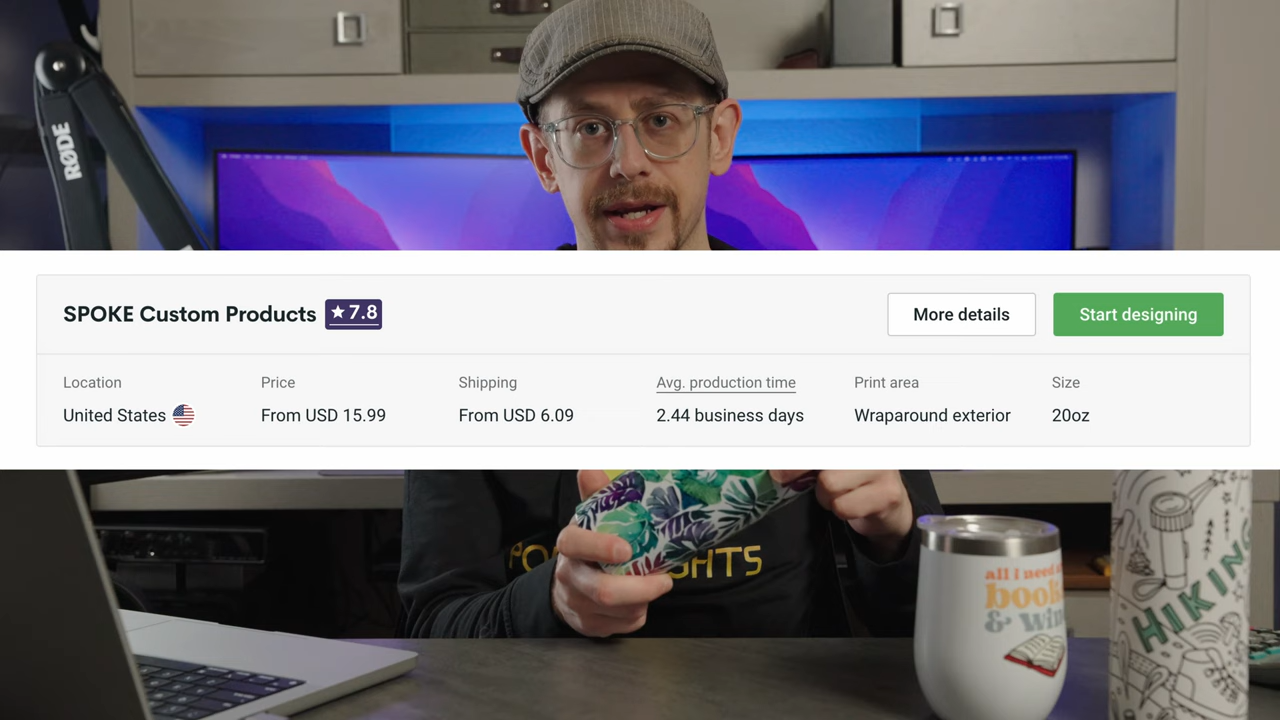 RØDE
SPOKE Custom Products
★ 7.8
More details
Start designing
Location
Price
Shipping
Avg. production time
Print area
Size
United States
From USD 15.99
From USD 6.09
2.44 business days
Wraparound exterior
20oz
all i need
book
& Win
HIKING